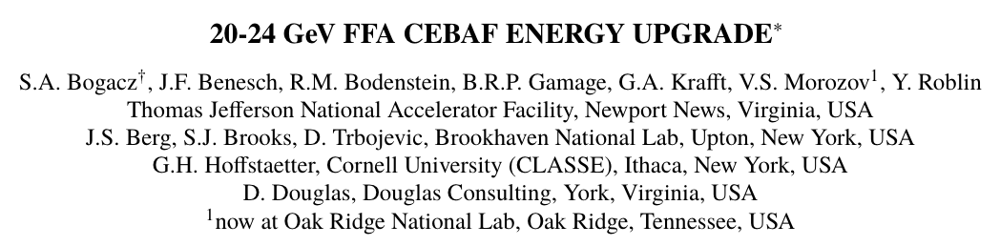 20-24 GeV FFA CEBAF ENERGY UPGRADE*
S.A. Bogacz†, J.F. Benesch, R.M. Bodenstein, B.R.P. Gamage, G.A. Krafft, V.S. Morozov¹, Y. Roblin
Thomas Jefferson National Accelerator Facility, Newport News, Virginia, USA
J.S. Berg, S.J. Brooks, D. Trbojevic, Brookhaven National Lab, Upton, New York, USA
G.H. Hoffstaetter, Cornell University (CLASSE), Ithaca, New York, USA
D. Douglas, Douglas Consulting, York, Virginia, USA
¹now at Oak Ridge National Lab, Oak Ridge, Tennessee, USA